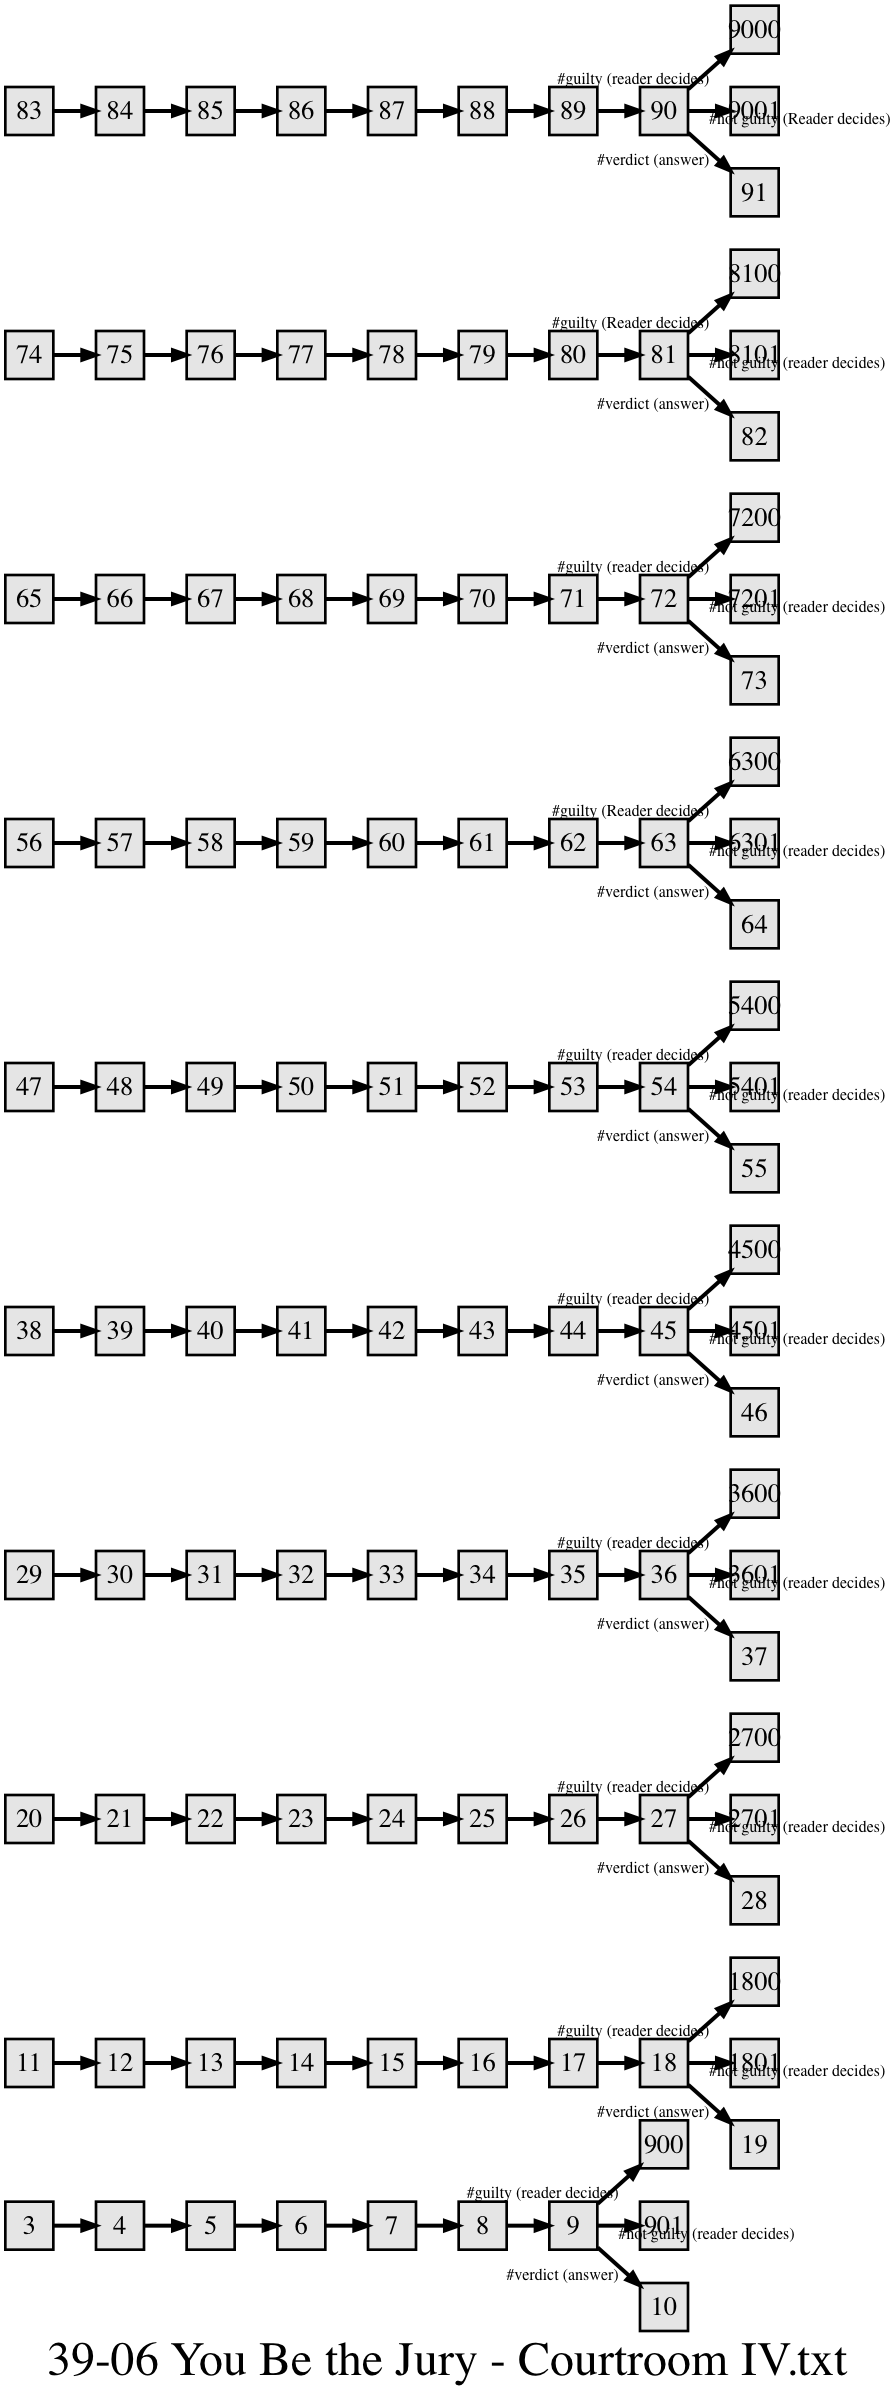 9000
#guilty (reader decides)
83 84 85 86 87 88 89 90 9001
#not guilty (Reader decides)
#verdict (answer)
91
8100
#guilty (Reader decides)
74 75 76 77 78 79 80 81 8101
#not guilty (reader decides)
#verdict (answer)
82
7200
#guilty (reader decides)
65 66 67 68 69 70 71 72 7201
#not guilty (reader decides)
#verdict (answer)
73
6300
#guilty (Reader decides)
56 57 58 59 60 61 62 63 6301
#not guilty (reader decides)
#verdict (answer)
64
5400
#guilty (reader decides)
47 48 49 50 51 52 53 54 5401
#not guilty (reader decides)
#verdict (answer)
55
4500
#guilty (reader decides)
38 39 40 41 42 43 44 45 4501
#not guilty (reader decides)
#verdict (answer)
46
3600
#guilty (reader decides)
29 30 31 32 33 34 35 36 3601
#not guilty (reader decides)
#verdict (answer)
37
2700
#guilty (reader decides)
20 21 22 23 24 25 26 27 2701
#not guilty (reader decides)
#verdict (answer)
28
1800
#guilty (reader decides)
11 12 13 14 15 16 17 18 1801
#not guilty (reader decides)
#verdict (answer)
19
900
#guilty (reader decides)
3 4 5 6 7 8 9 901
#not guilty (reader decides)
#verdict (answer)
10
39-06 You Be the Jury - Courtroom IV.txt